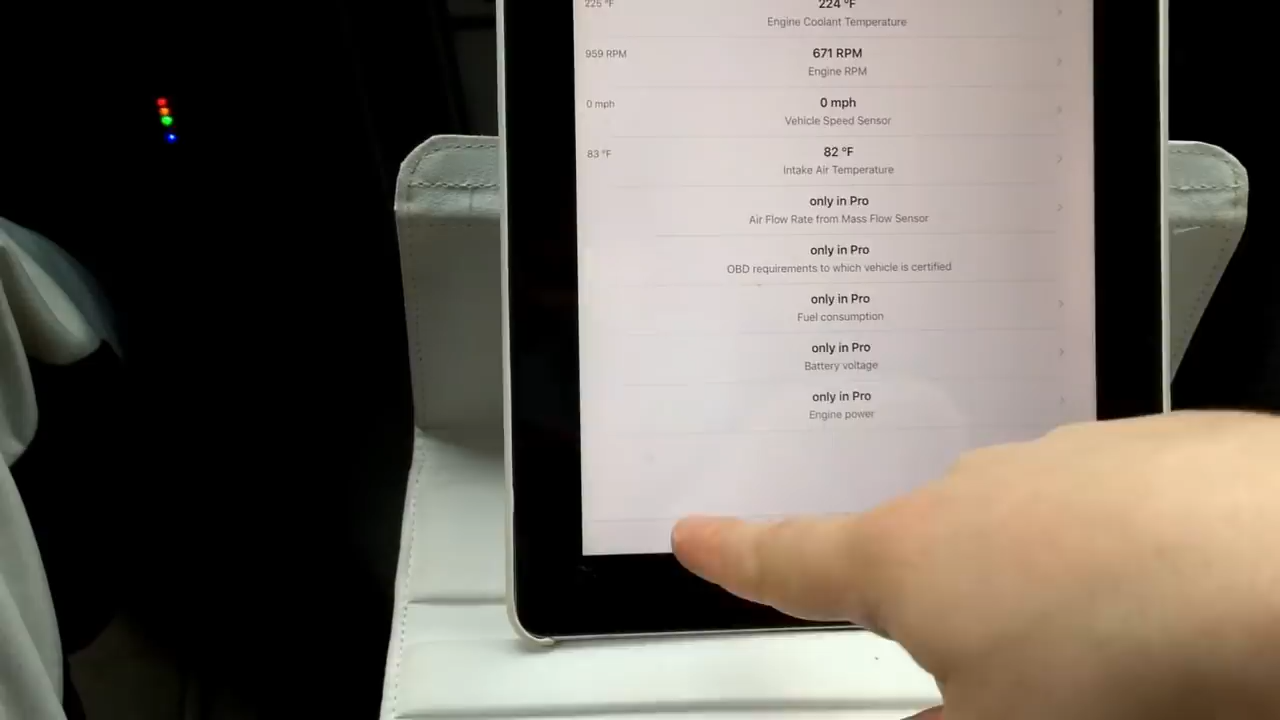 225 °F 224 °F
Engine Coolant Temperature
959 RPM 671 RPM
Engine RPM
0 mph 0 mph
Vehicle Speed Sensor
83 °F 82 °F
Intake Air Temperature
only in Pro
Air Flow Rate from Mass Flow Sensor
only in Pro
OBD requirements to which vehicle is certified
only in Pro
Fuel consumption
only in Pro
Battery voltage
only in Pro
Engine power